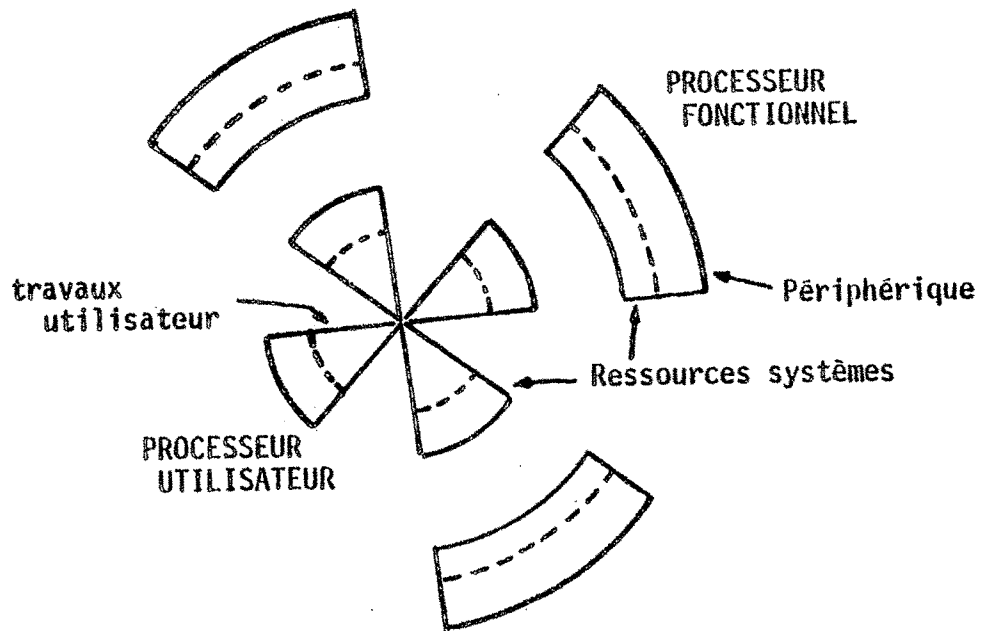 PROCESSEUR
FONCTIONNEL
Périphérique
travaux
utilisateur
Ressources systèmes
PROCESSEUR
UTILISATEUR